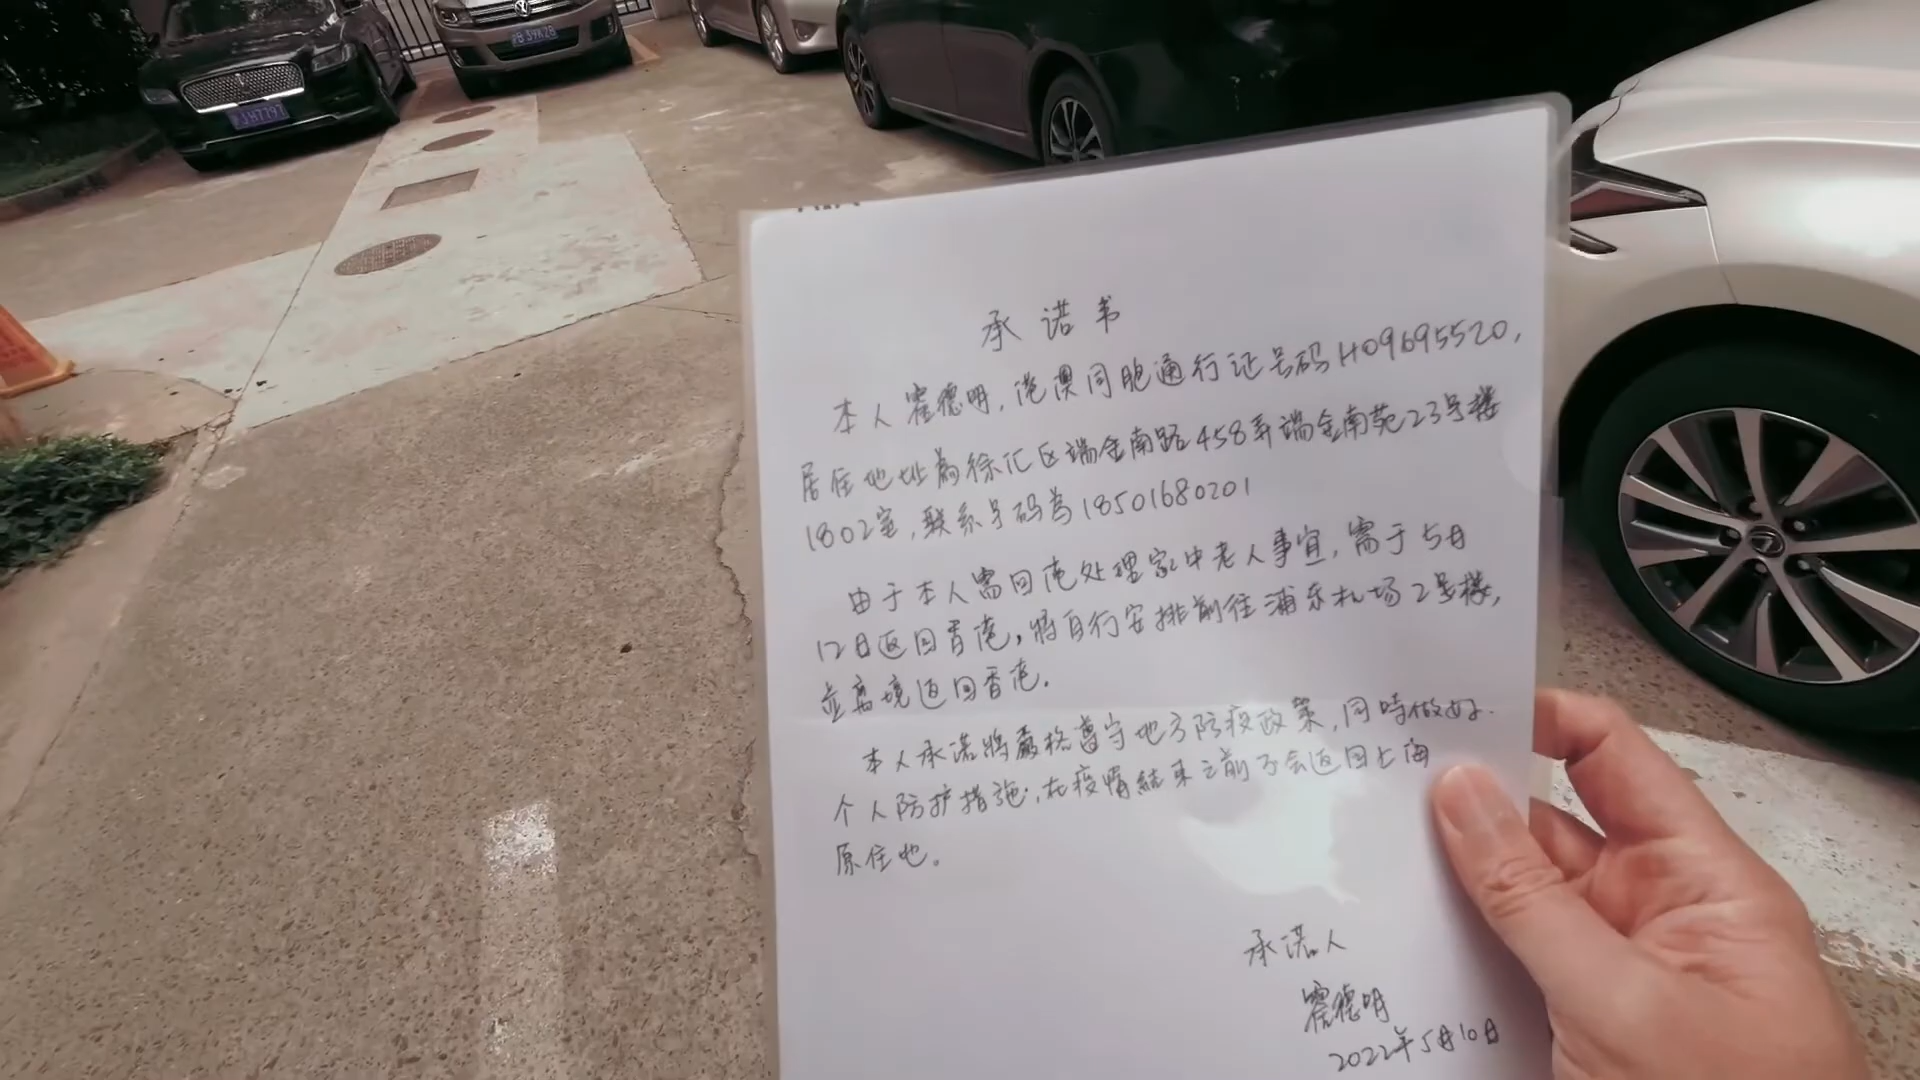 承诺书
本人霍德明，港澳同胞通行证号码H09695520，
居住地址為徐汇区瑞金南路458弄瑞金南苑23号楼
1802室，联系号码為18501680201
由于本人需回港处理家中老人事宜，需于5月
12日返回香港，将自行安排前往浦东机场2号楼，
並离境返回香港．
本人承诺将嚴格遵守地方防疫政策，同時做好
个人防护措施，在疫情結束之前不会返回上海
原住地。
承诺人
霍德明
2022年5月10日